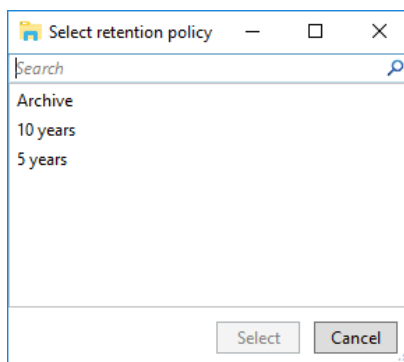 Select retention policy
Search
Archive
10 years
5 years
Select Cancel